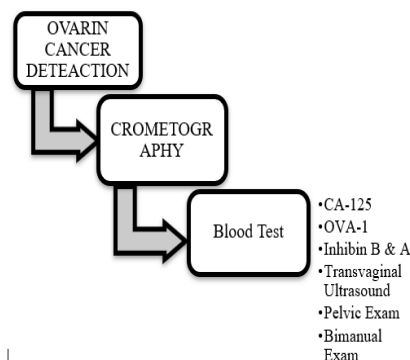 OVARIN
CANCER
DETEACTION
CROMETOGR
APHY
Blood Test
•CA-125
•OVA-1
•Inhibin B & A
•Transvaginal
Ultrasound
•Pelvic Exam
•Bimanual
Exam